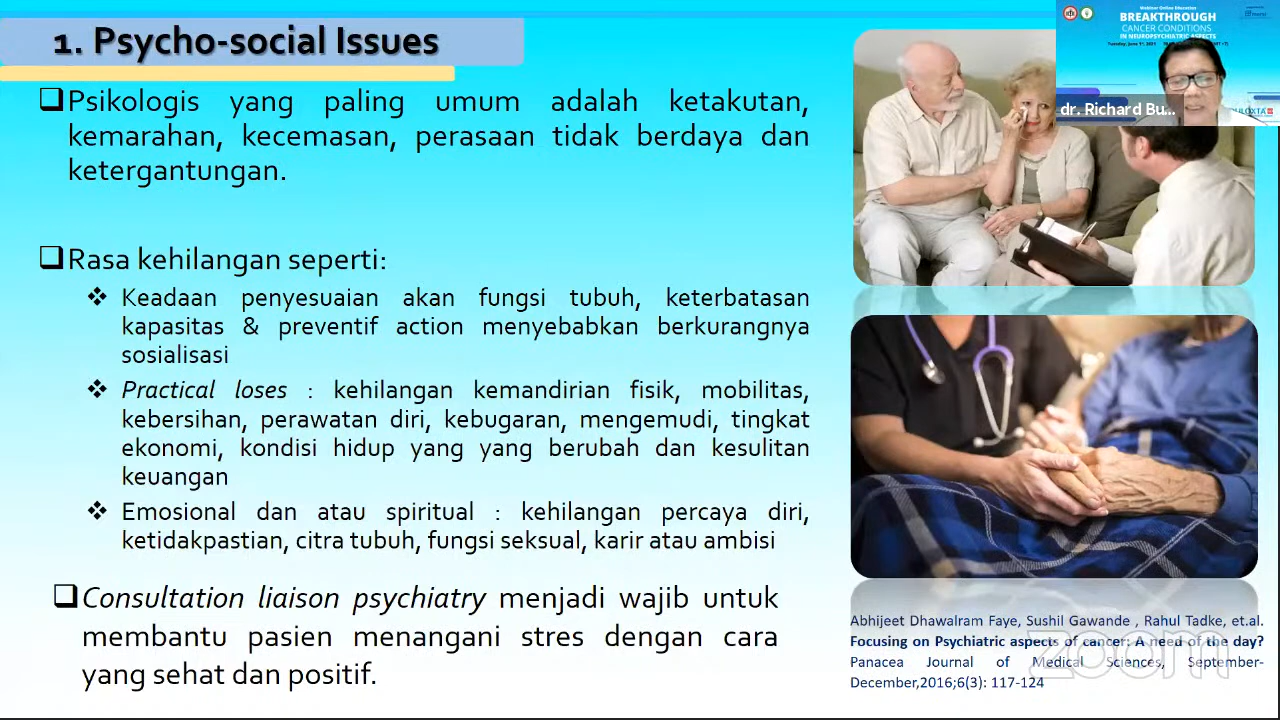 1. Psycho-social Issues
❑Psikologis yang paling umum adalah ketakutan,
kemarahan, kecemasan, perasaan tidak berdaya dan
ketergantungan.
❑Rasa kehilangan seperti:
❖ Keadaan penyesuaian akan fungsi tubuh, keterbatasan
kapasitas & preventif action menyebabkan berkurangnya
sosialisasi
❖ Practical loses : kehilangan kemandirian fisik, mobilitas,
kebersihan, perawatan diri, kebugaran, mengemudi, tingkat
ekonomi, kondisi hidup yang yang berubah dan kesulitan
keuangan
❖ Emosional dan atau spiritual : kehilangan percaya diri,
ketidakpastian, citra tubuh, fungsi seksual, karir atau ambisi
❑Consultation liaison psychiatry menjadi wajib untuk
membantu pasien menangani stres dengan cara
yang sehat dan positif.
Webinar Online Education
BREAKTHROUGH
CANCER CONDITIONS
IN NEUROPSYCHIATRIC ASPECTS
dr. Richard Bu...
Abhijeet Dhawalram Faye, Sushil Gawande , Rahul Tadke, et.al.
Focusing on Psychiatric aspects of cancer: A need of the day?
Panacea Journal of Medical Sciences, September-
December,2016;6(3): 117-124
zoom